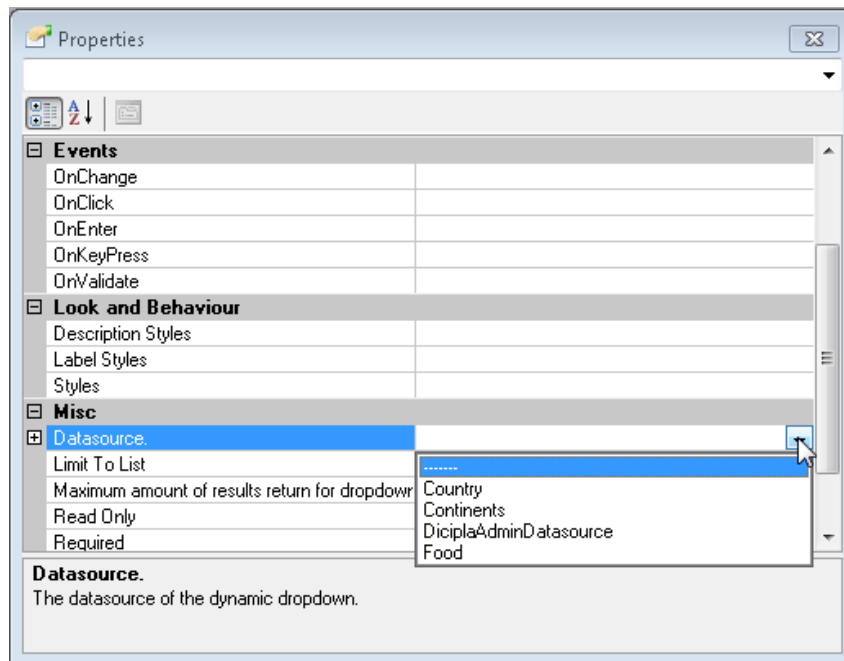 Properties
Events
OnChange
OnClick
OnEnter
OnKeyPress
OnValidate
Look and Behaviour
Description Styles
Label Styles
Styles
Misc
Datasource.
Limit To List
-------
Maximum amount of results return for dropdowr
Country
Continents
Read Only
DiciplaAdminDatasource
Required
Food
Datasource.
The datasource of the dynamic dropdown.